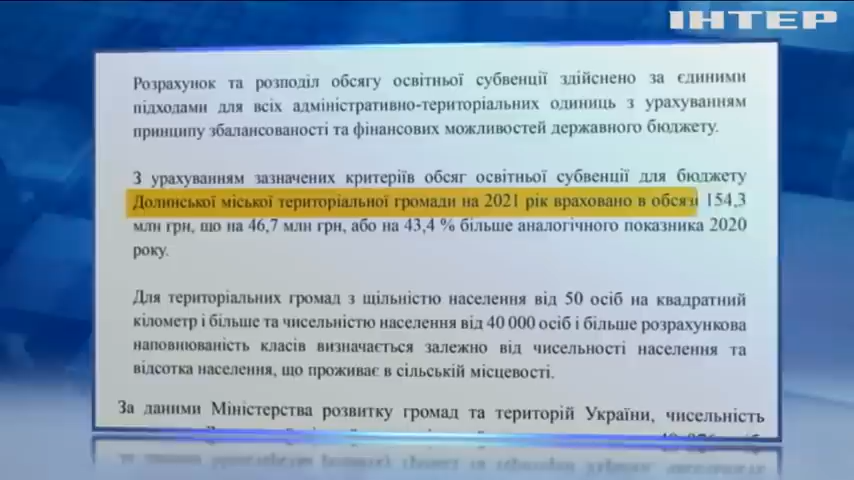 ІНТЕР
Розрахунок та розподіл обсягу освітньої субвенції здійснено за єдиними
підходами для всіх адміністративно-територіальних одиниць з урахуванням
принципу збалансованості та фінансових можливостей державного бюджету.
З урахуванням зазначених критеріїв обсяг освітньої субвенції для бюджету
Долинської міської територіальної громади на 2021 рік враховано в обсязі 154,3
млн грн, що на 46,7 млн грн, або на 43,4 % більше аналогічного показника 2020
року.
Для територіальних громад з щільністю населення від 50 осіб на квадратний
кілометр і більше та чисельністю населення від 40 000 осіб і більше розрахункова
наповнюваність класів визначається залежно від чисельності населення та
відсотка населення, що проживає в сільській місцевості.
За даними Міністерства розвитку громад та територій України, чисельність